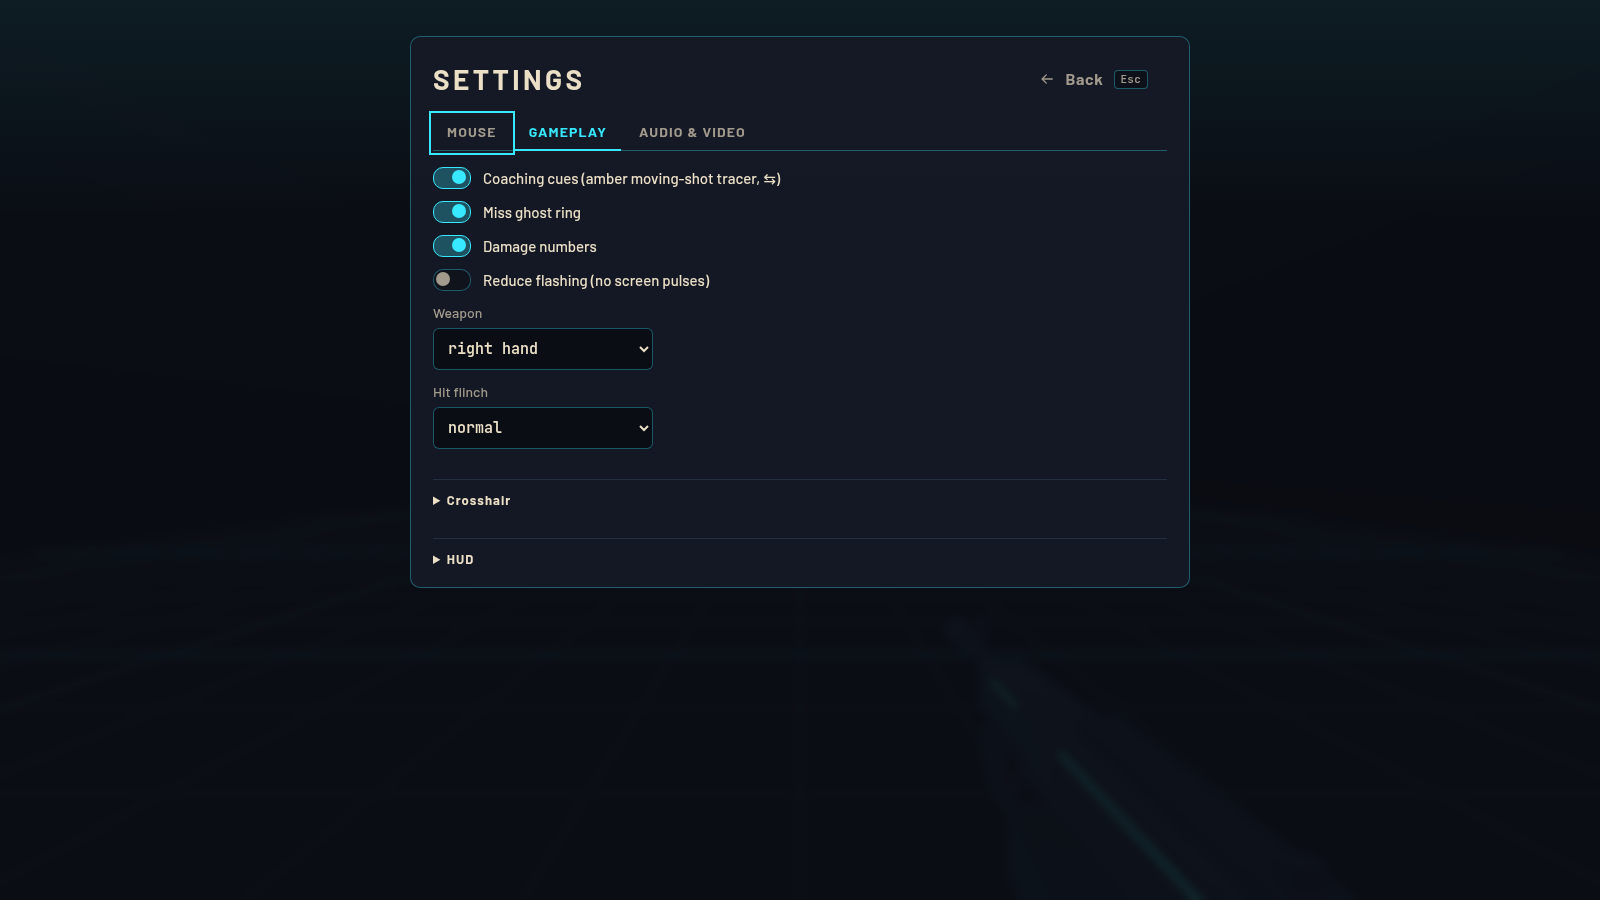 SETTINGS
← Back Esc
MOUSE GAMEPLAY AUDIO & VIDEO
Coaching cues (amber moving-shot tracer, ⇆)
Miss ghost ring
Damage numbers
Reduce flashing (no screen pulses)
Weapon
right hand
Hit flinch
normal
Crosshair
HUD